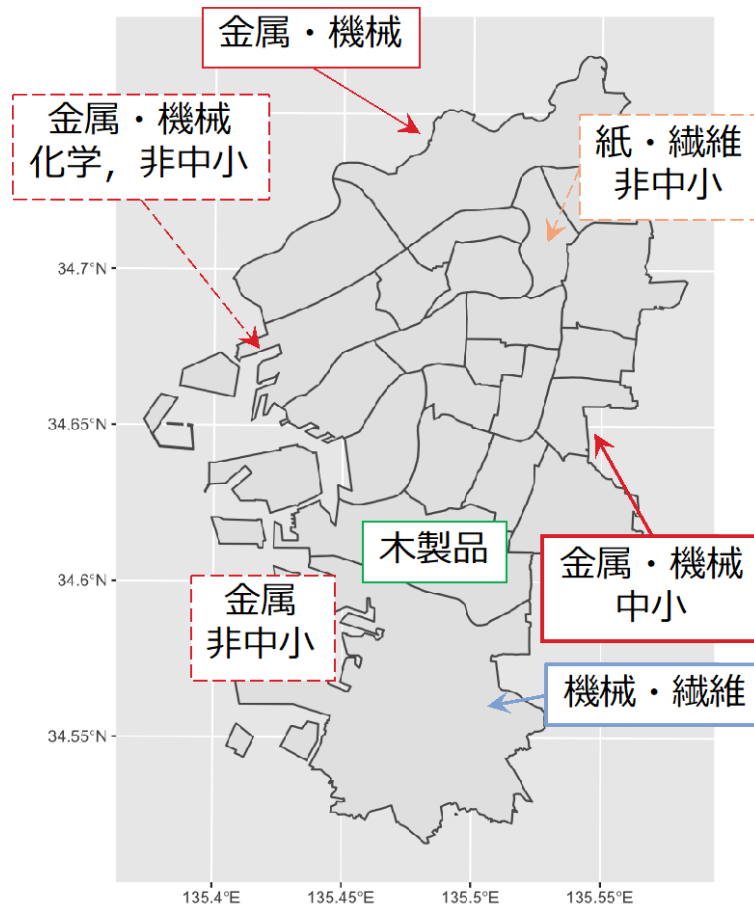 金属・機械
金属・機械
化学，非中小
紙・繊維
非中小
34.7°N
34.65°N
木製品
金属・機械
中小
34.6°N
金属
非中小
機械・繊維
34.55°N
135.4°E
135.45°E
135.5°E
135.55°E